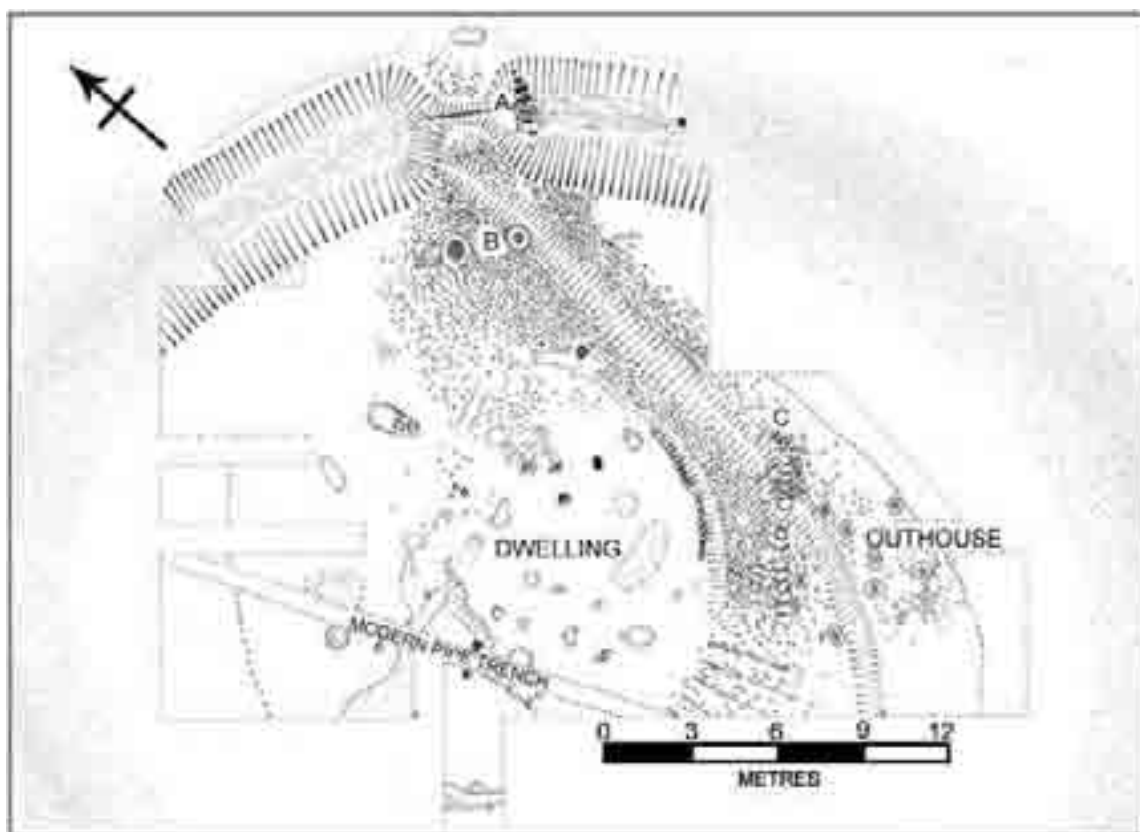 A
B
C
OUTHOUSE
DWELLING
MODERN PIPE TRENCH
0 3 6 9 12
METRES